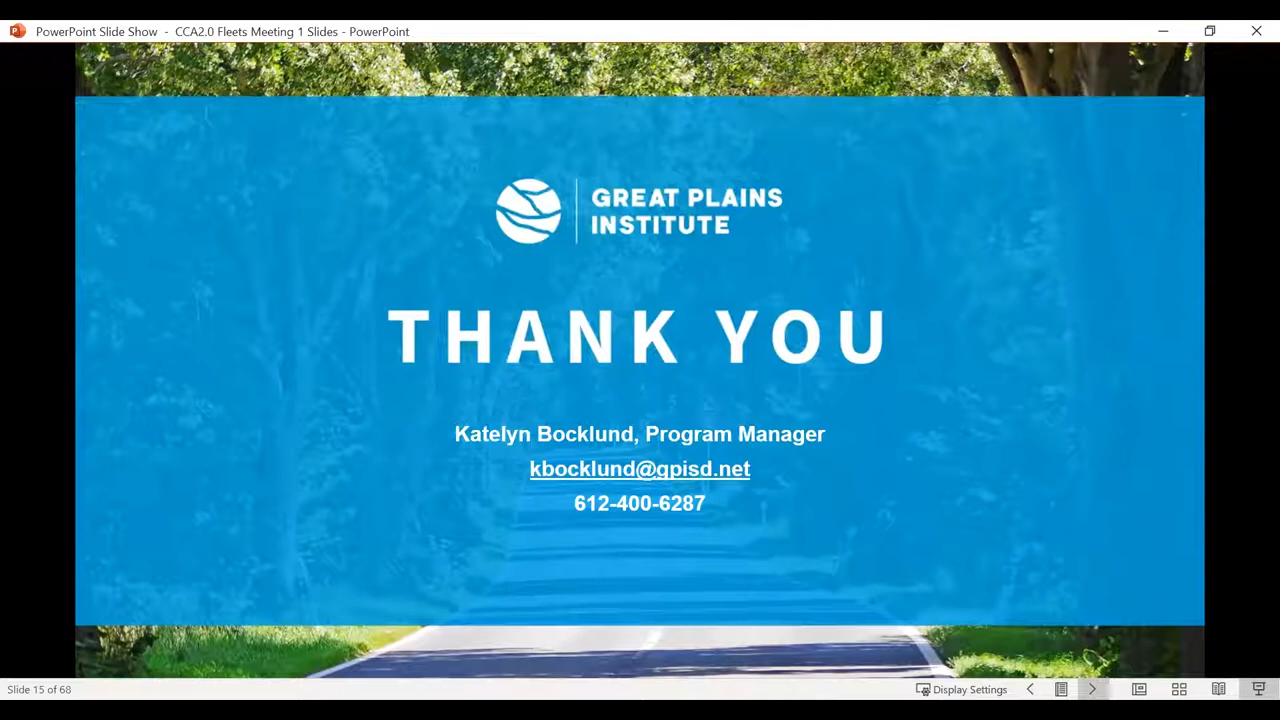 PowerPoint Slide Show - CCA2.0 Fleets Meeting 1 Slides - PowerPoint
GREAT PLAINS
INSTITUTE
THANK YOU
Katelyn Bocklund, Program Manager
kbocklund@gpisd.net
612-400-6287
Slide 15 of 68
Display Settings